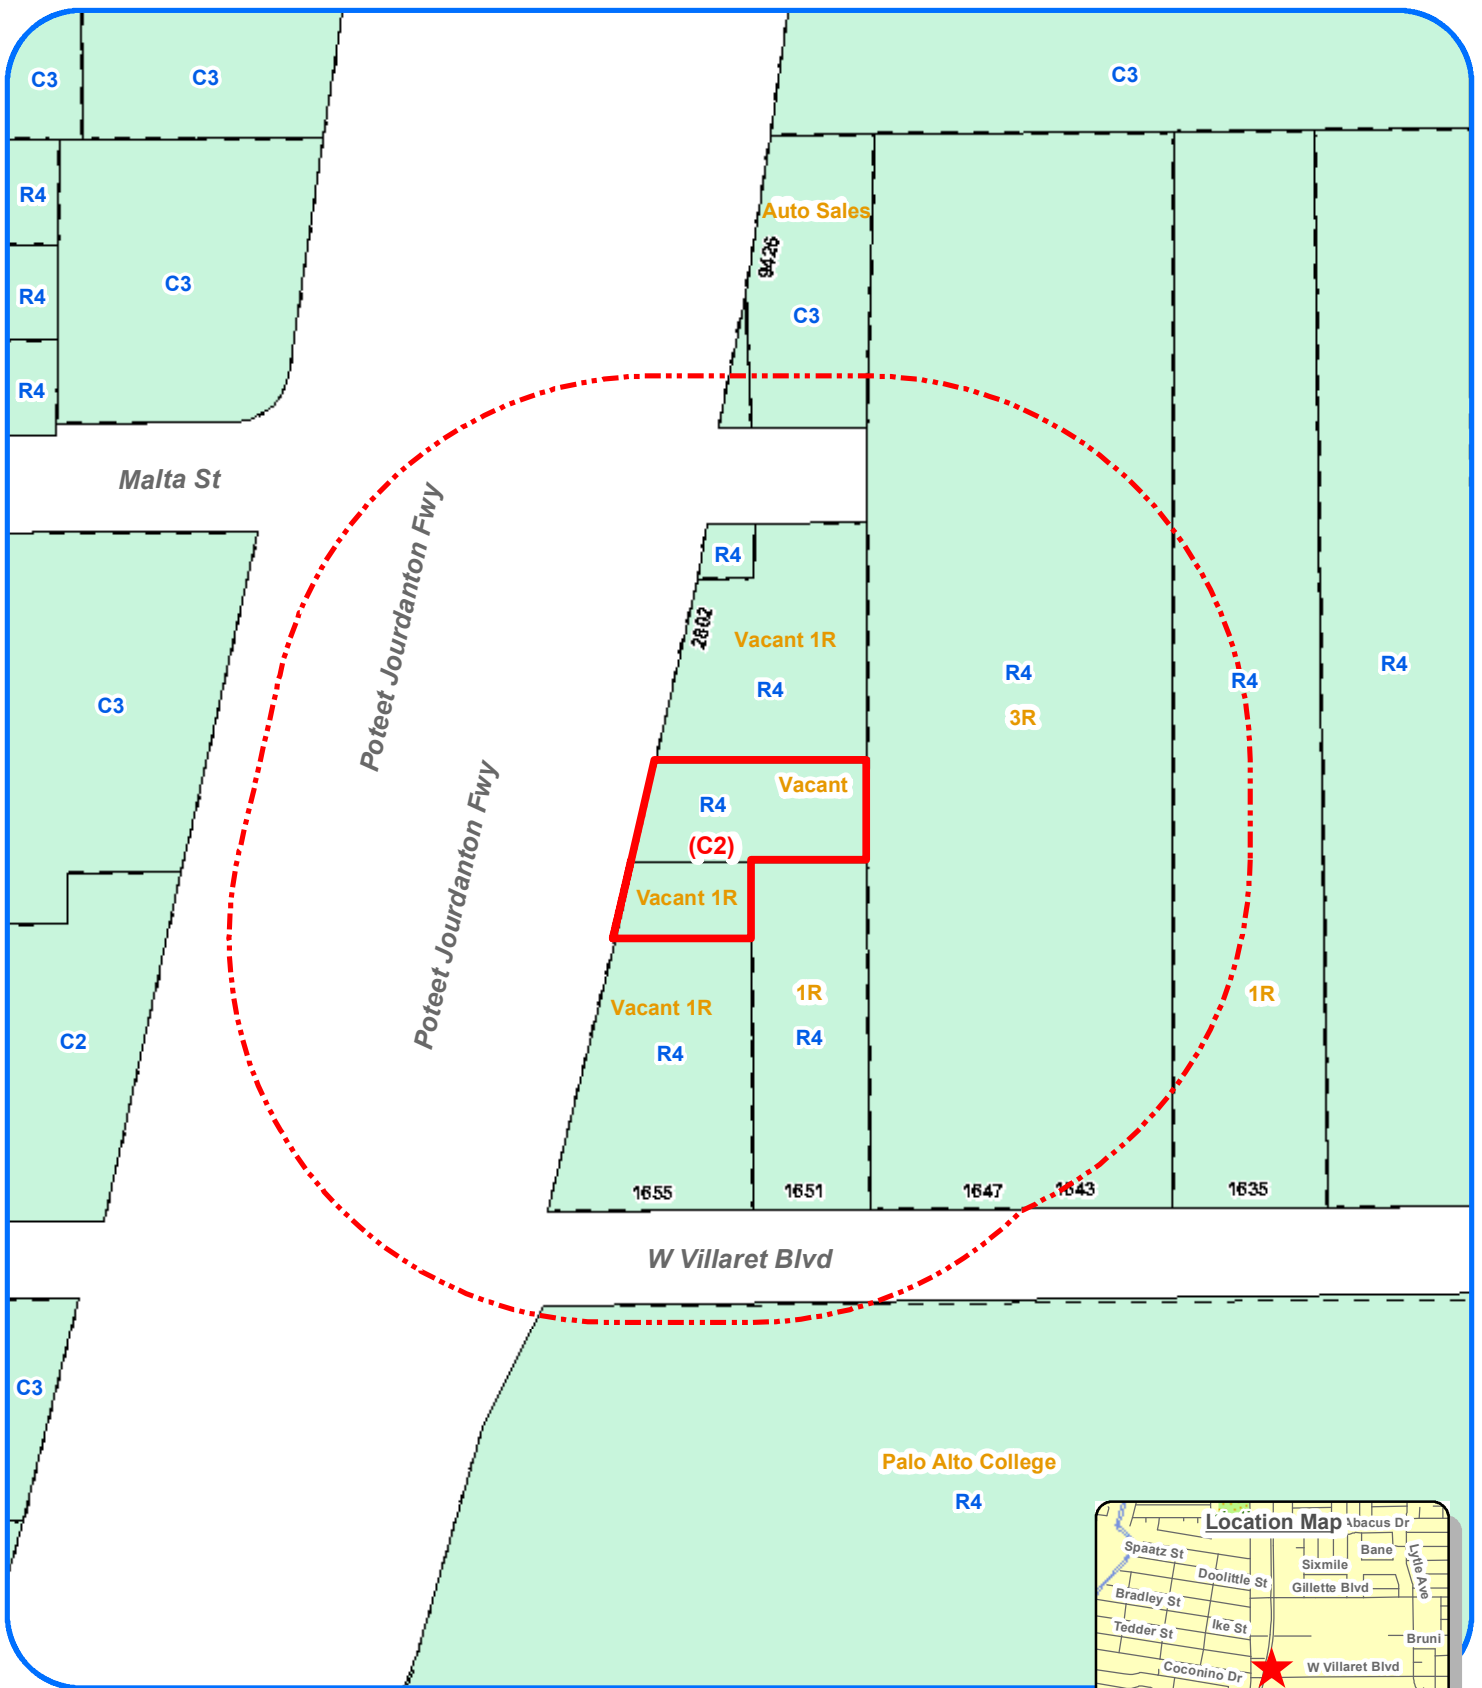 C3
C3
C3
R4
Auto Sales
9426
C3
R4
C3
R4
Malta St
Poteet Jourdanton Fwy
R4
2802
Vacant 1R
R4
R4
3R
R4
R4
C3
Vacant
R4
(C2)
Poteet Jourdanton Fwy
Vacant 1R
Vacant 1R
R4
1R
R4
1R
C2
1655
1651
1647
1643
1635
W Villaret Blvd
C3
Palo Alto College
R4
Location Map
Abacus Dr
Spaatz St
Bane
Sixmile
Lytle Ave
Doolittle St
Gillette Blvd
Bradley St
Ike St
Tedder St
Bruni
Coconino Dr
W Villaret Blvd